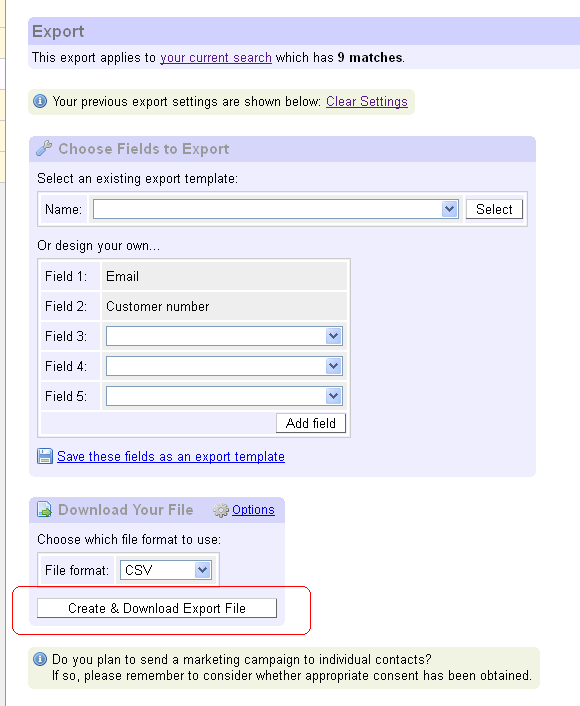 Export
This export applies to your current search which has 9 matches.
Your previous export settings are shown below: Clear Settings
Choose Fields to Export
Select an existing export template:
Name: Select
Or design your own...
Field 1: Email
Field 2: Customer number
Field 3:
Field 4:
Field 5:
Add field
Save these fields as an export template
Download Your File Options
Choose which file format to use:
File format: CSV
Create & Download Export File
Do you plan to send a marketing campaign to individual contacts?
If so, please remember to consider whether appropriate consent has been obtained.